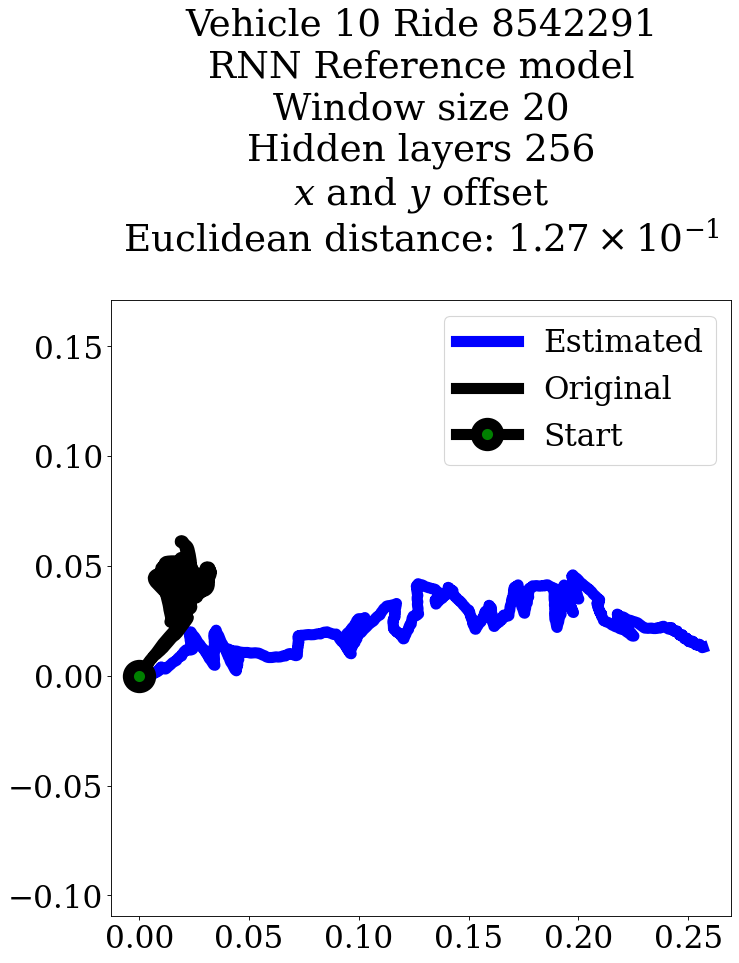 Vehicle 10 Ride 8542291
RNN Reference model
Window size 20
Hidden layers 256
x and y offset
Euclidean distance: 1.27 × 10⁻¹
Estimated
Original
Start
0.15
0.10
0.05
0.00
−0.05
−0.10
0.00 0.05 0.10 0.15 0.20 0.25